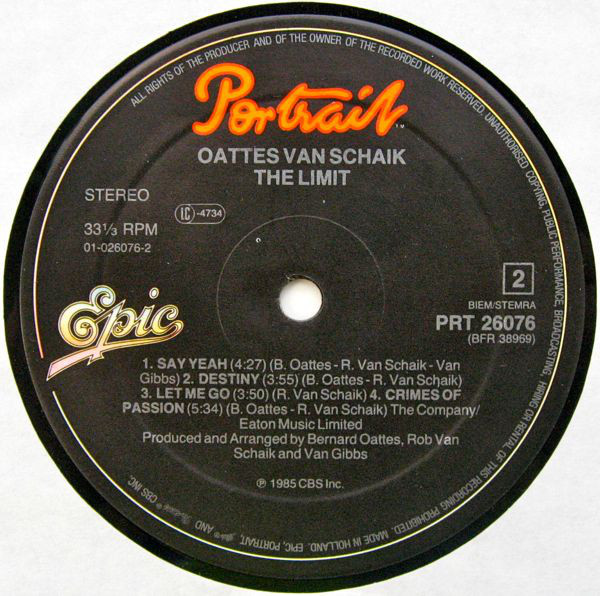 ALL RIGHTS OF THE PRODUCER AND OF THE OWNER OF THE RECORDED WORK RESERVED. UNAUTHORISED COPYING, PUBLIC PERFORMANCE, BROADCASTING, HIRING OR RENTAL OF THIS RECORDING PROHIBITED. MADE IN HOLLAND. EPIC, PORTRAIT, AND CBS INC.
Portrait™
OATTES VAN SCHAIK
THE LIMIT
STEREO
LC-4734
33⅓ RPM
01-026076-2
2
BIEM/STEMRA
Epic
PRT 26076
(BFR 38969)
1. SAY YEAH (4:27) (B. Oattes - R. Van Schaik - Van
Gibbs) 2. DESTINY (3:55) (B. Oattes - R. Van Schaik)
3. LET ME GO (3:50) (R. Van Schaik) 4. CRIMES OF
PASSION (5:34) (B. Oattes - R. Van Schaik) The Company/
Eaton Music Limited
Produced and Arranged by Bernard Oattes, Rob Van
Schaik and Van Gibbs
℗ 1985 CBS Inc.